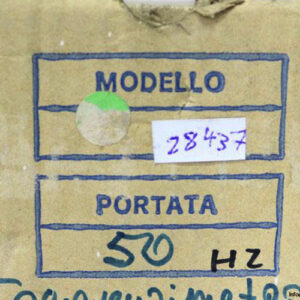 MODELLO
28437
PORTATA
50 HZ